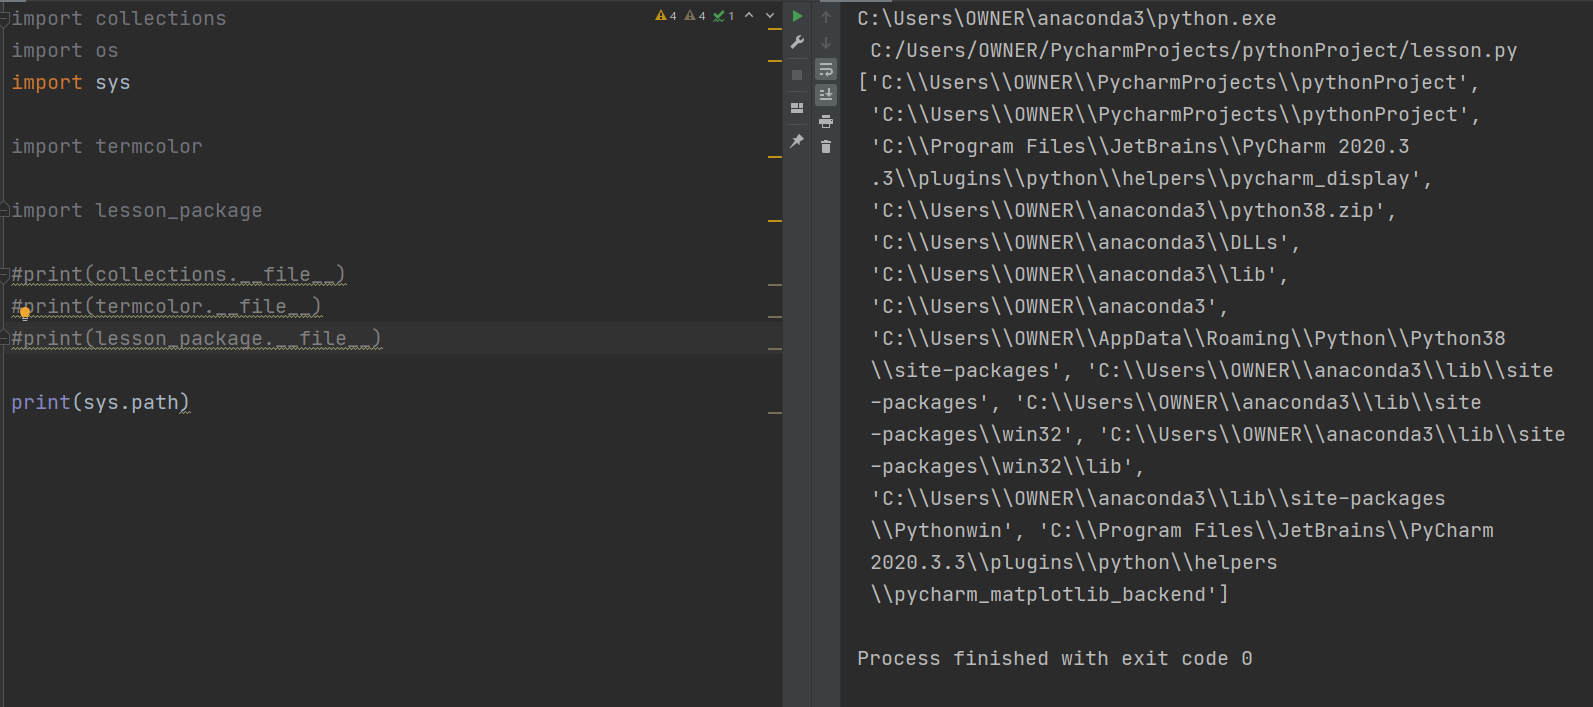 import collections
import os
import sys
import termcolor
import lesson_package
#print(collections.__file__)
#print(termcolor.__file__)
#print(lesson_package.__file__)
print(sys.path)
4 4 1
C:\Users\OWNER\anaconda3\python.exe
C:/Users/OWNER/PycharmProjects/pythonProject/lesson.py
['C:\\Users\\OWNER\\PycharmProjects\\pythonProject',
'C:\\Users\\OWNER\\PycharmProjects\\pythonProject',
'C:\\Program Files\\JetBrains\\PyCharm 2020.3
.3\\plugins\\python\\helpers\\pycharm_display',
'C:\\Users\\OWNER\\anaconda3\\python38.zip',
'C:\\Users\\OWNER\\anaconda3\\DLLs',
'C:\\Users\\OWNER\\anaconda3\\lib',
'C:\\Users\\OWNER\\anaconda3',
'C:\\Users\\OWNER\\AppData\\Roaming\\Python\\Python38
\\site-packages', 'C:\\Users\\OWNER\\anaconda3\\lib\\site
-packages', 'C:\\Users\\OWNER\\anaconda3\\lib\\site
-packages\\win32', 'C:\\Users\\OWNER\\anaconda3\\lib\\site
-packages\\win32\\lib',
'C:\\Users\\OWNER\\anaconda3\\lib\\site-packages
\\Pythonwin', 'C:\\Program Files\\JetBrains\\PyCharm
2020.3.3\\plugins\\python\\helpers
\\pycharm_matplotlib_backend']
Process finished with exit code 0